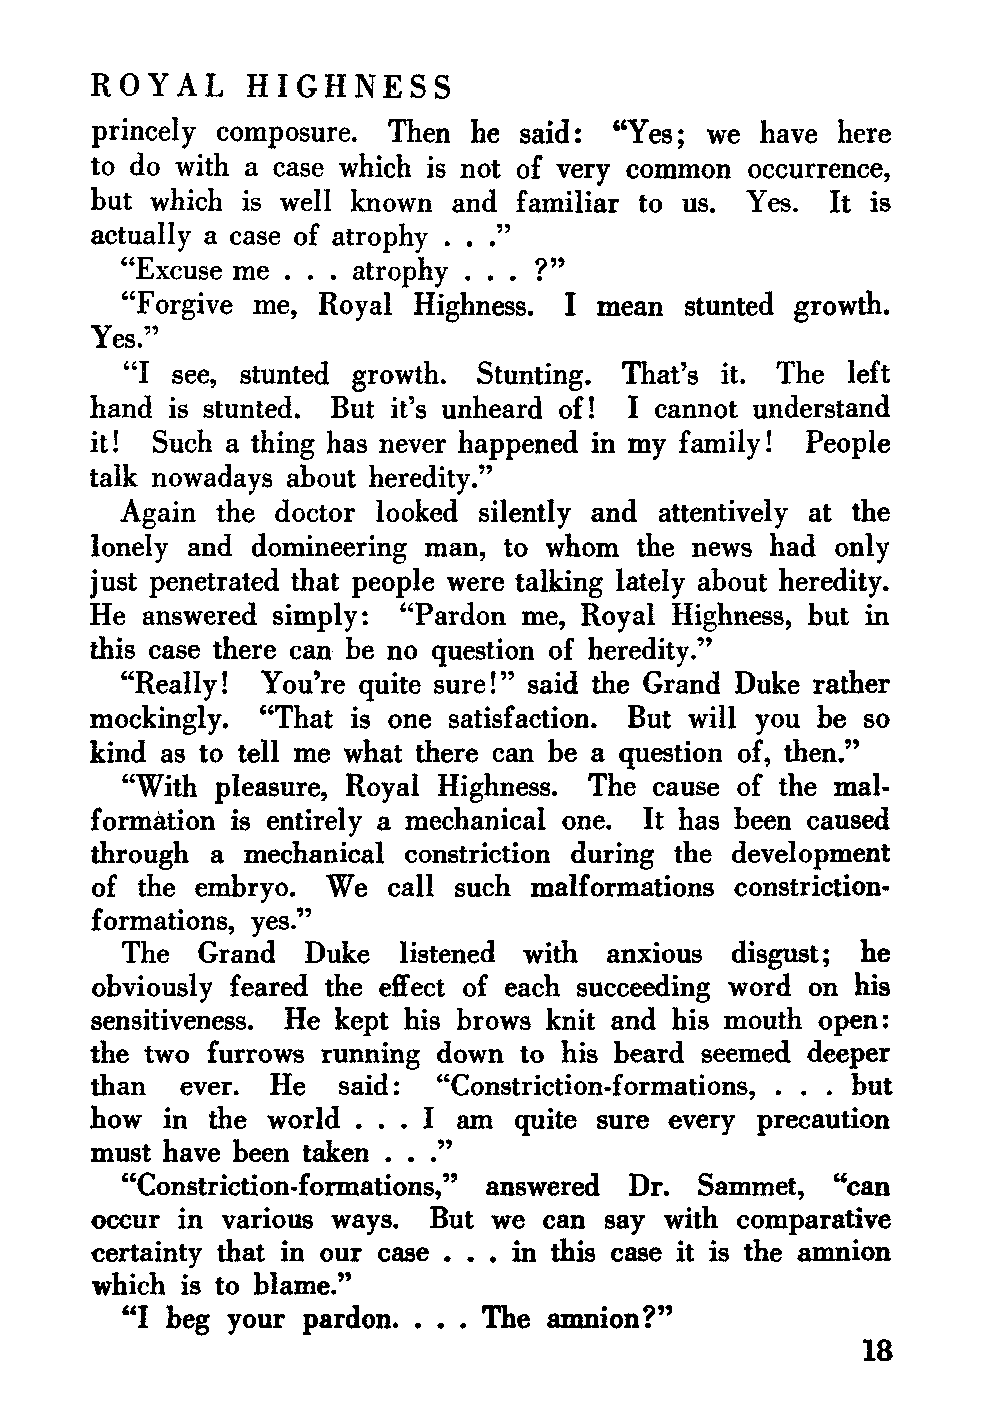 ROYAL HIGHNESS
princely composure. Then he said: “Yes; we have here
to do with a case which is not of very common occurrence,
but which is well known and familiar to us. Yes. It is
actually a case of atrophy . . .”
“Excuse me . . . atrophy . . . ?”
“Forgive me, Royal Highness. I mean stunted growth.
Yes.”
“I see, stunted growth. Stunting. That’s it. The left
hand is stunted. But it’s unheard of! I cannot understand
it! Such a thing has never happened in my family! People
talk nowadays about heredity.”
Again the doctor looked silently and attentively at the
lonely and domineering man, to whom the news had only
just penetrated that people were talking lately about heredity.
He answered simply: “Pardon me, Royal Highness, but in
this case there can be no question of heredity.”
“Really! You’re quite sure!” said the Grand Duke rather
mockingly. “That is one satisfaction. But will you be so
kind as to tell me what there can be a question of, then.”
“With pleasure, Royal Highness. The cause of the mal-
formation is entirely a mechanical one. It has been caused
through a mechanical constriction during the development
of the embryo. We call such malformations constriction-
formations, yes.”
The Grand Duke listened with anxious disgust; he
obviously feared the effect of each succeeding word on his
sensitiveness. He kept his brows knit and his mouth open:
the two furrows running down to his beard seemed deeper
than ever. He said: “Constriction-formations, . . . but
how in the world . . . I am quite sure every precaution
must have been taken . . .”
“Constriction-formations,” answered Dr. Sammet, “can
occur in various ways. But we can say with comparative
certainty that in our case . . . in this case it is the amnion
which is to blame.”
“I beg your pardon. . . . The amnion?”
18